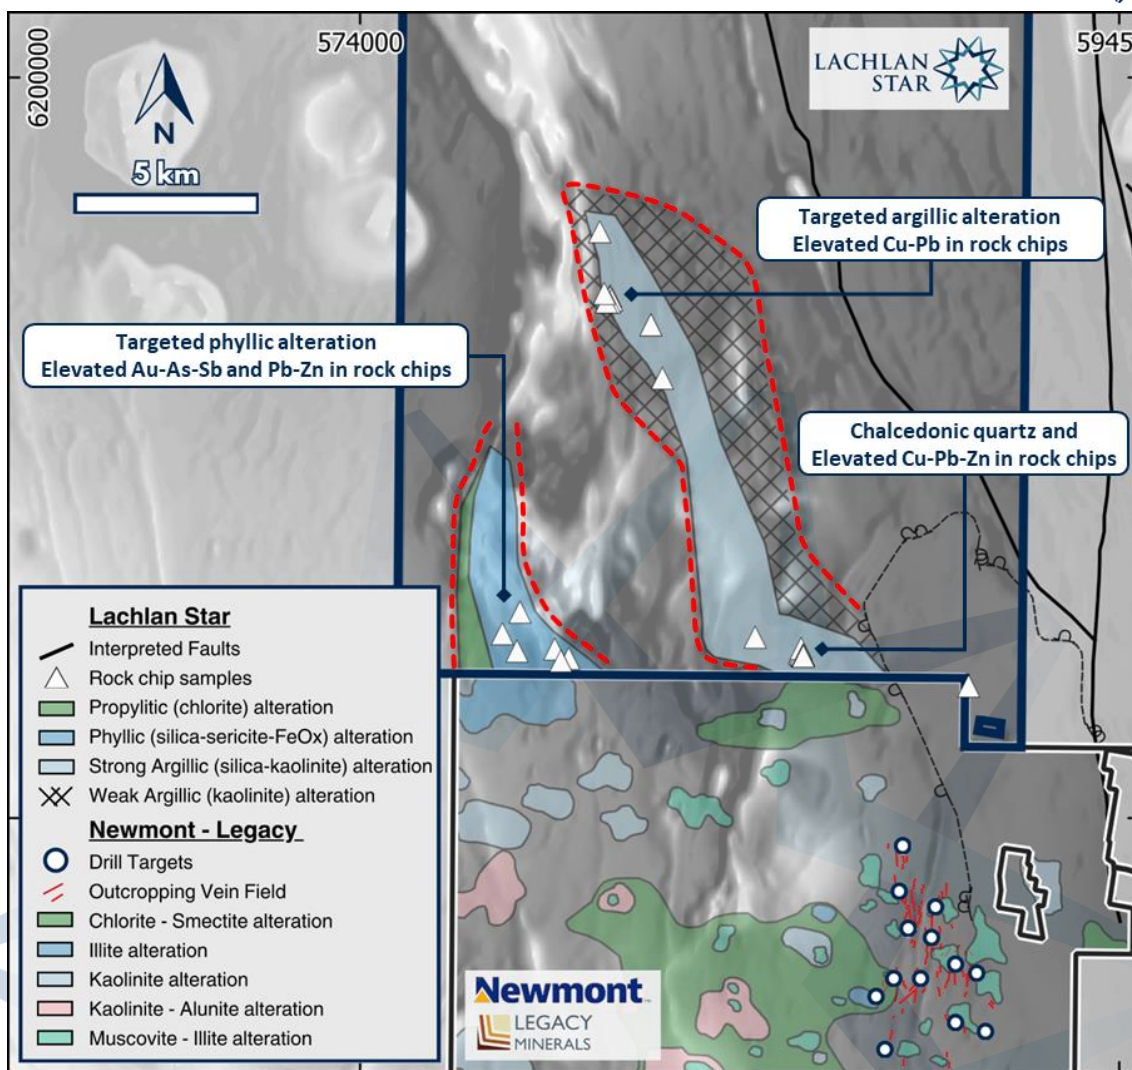 574000
5945
6200000
N
5 km
LACHLAN
STAR
Targeted argillic alteration
Elevated Cu-Pb in rock chips
Targeted phyllic alteration
Elevated Au-As-Sb and Pb-Zn in rock chips
Chalcedonic quartz and
Elevated Cu-Pb-Zn in rock chips
Lachlan Star
Interpreted Faults
Rock chip samples
Propylitic (chlorite) alteration
Phyllic (silica-sericite-FeOx) alteration
Strong Argillic (silica-kaolinite) alteration
Weak Argillic (kaolinite) alteration
Newmont - Legacy
Drill Targets
Outcropping Vein Field
Chlorite - Smectite alteration
Illite alteration
Kaolinite alteration
Kaolinite - Alunite alteration
Muscovite - Illite alteration
Newmont™
LEGACY
MINERALS